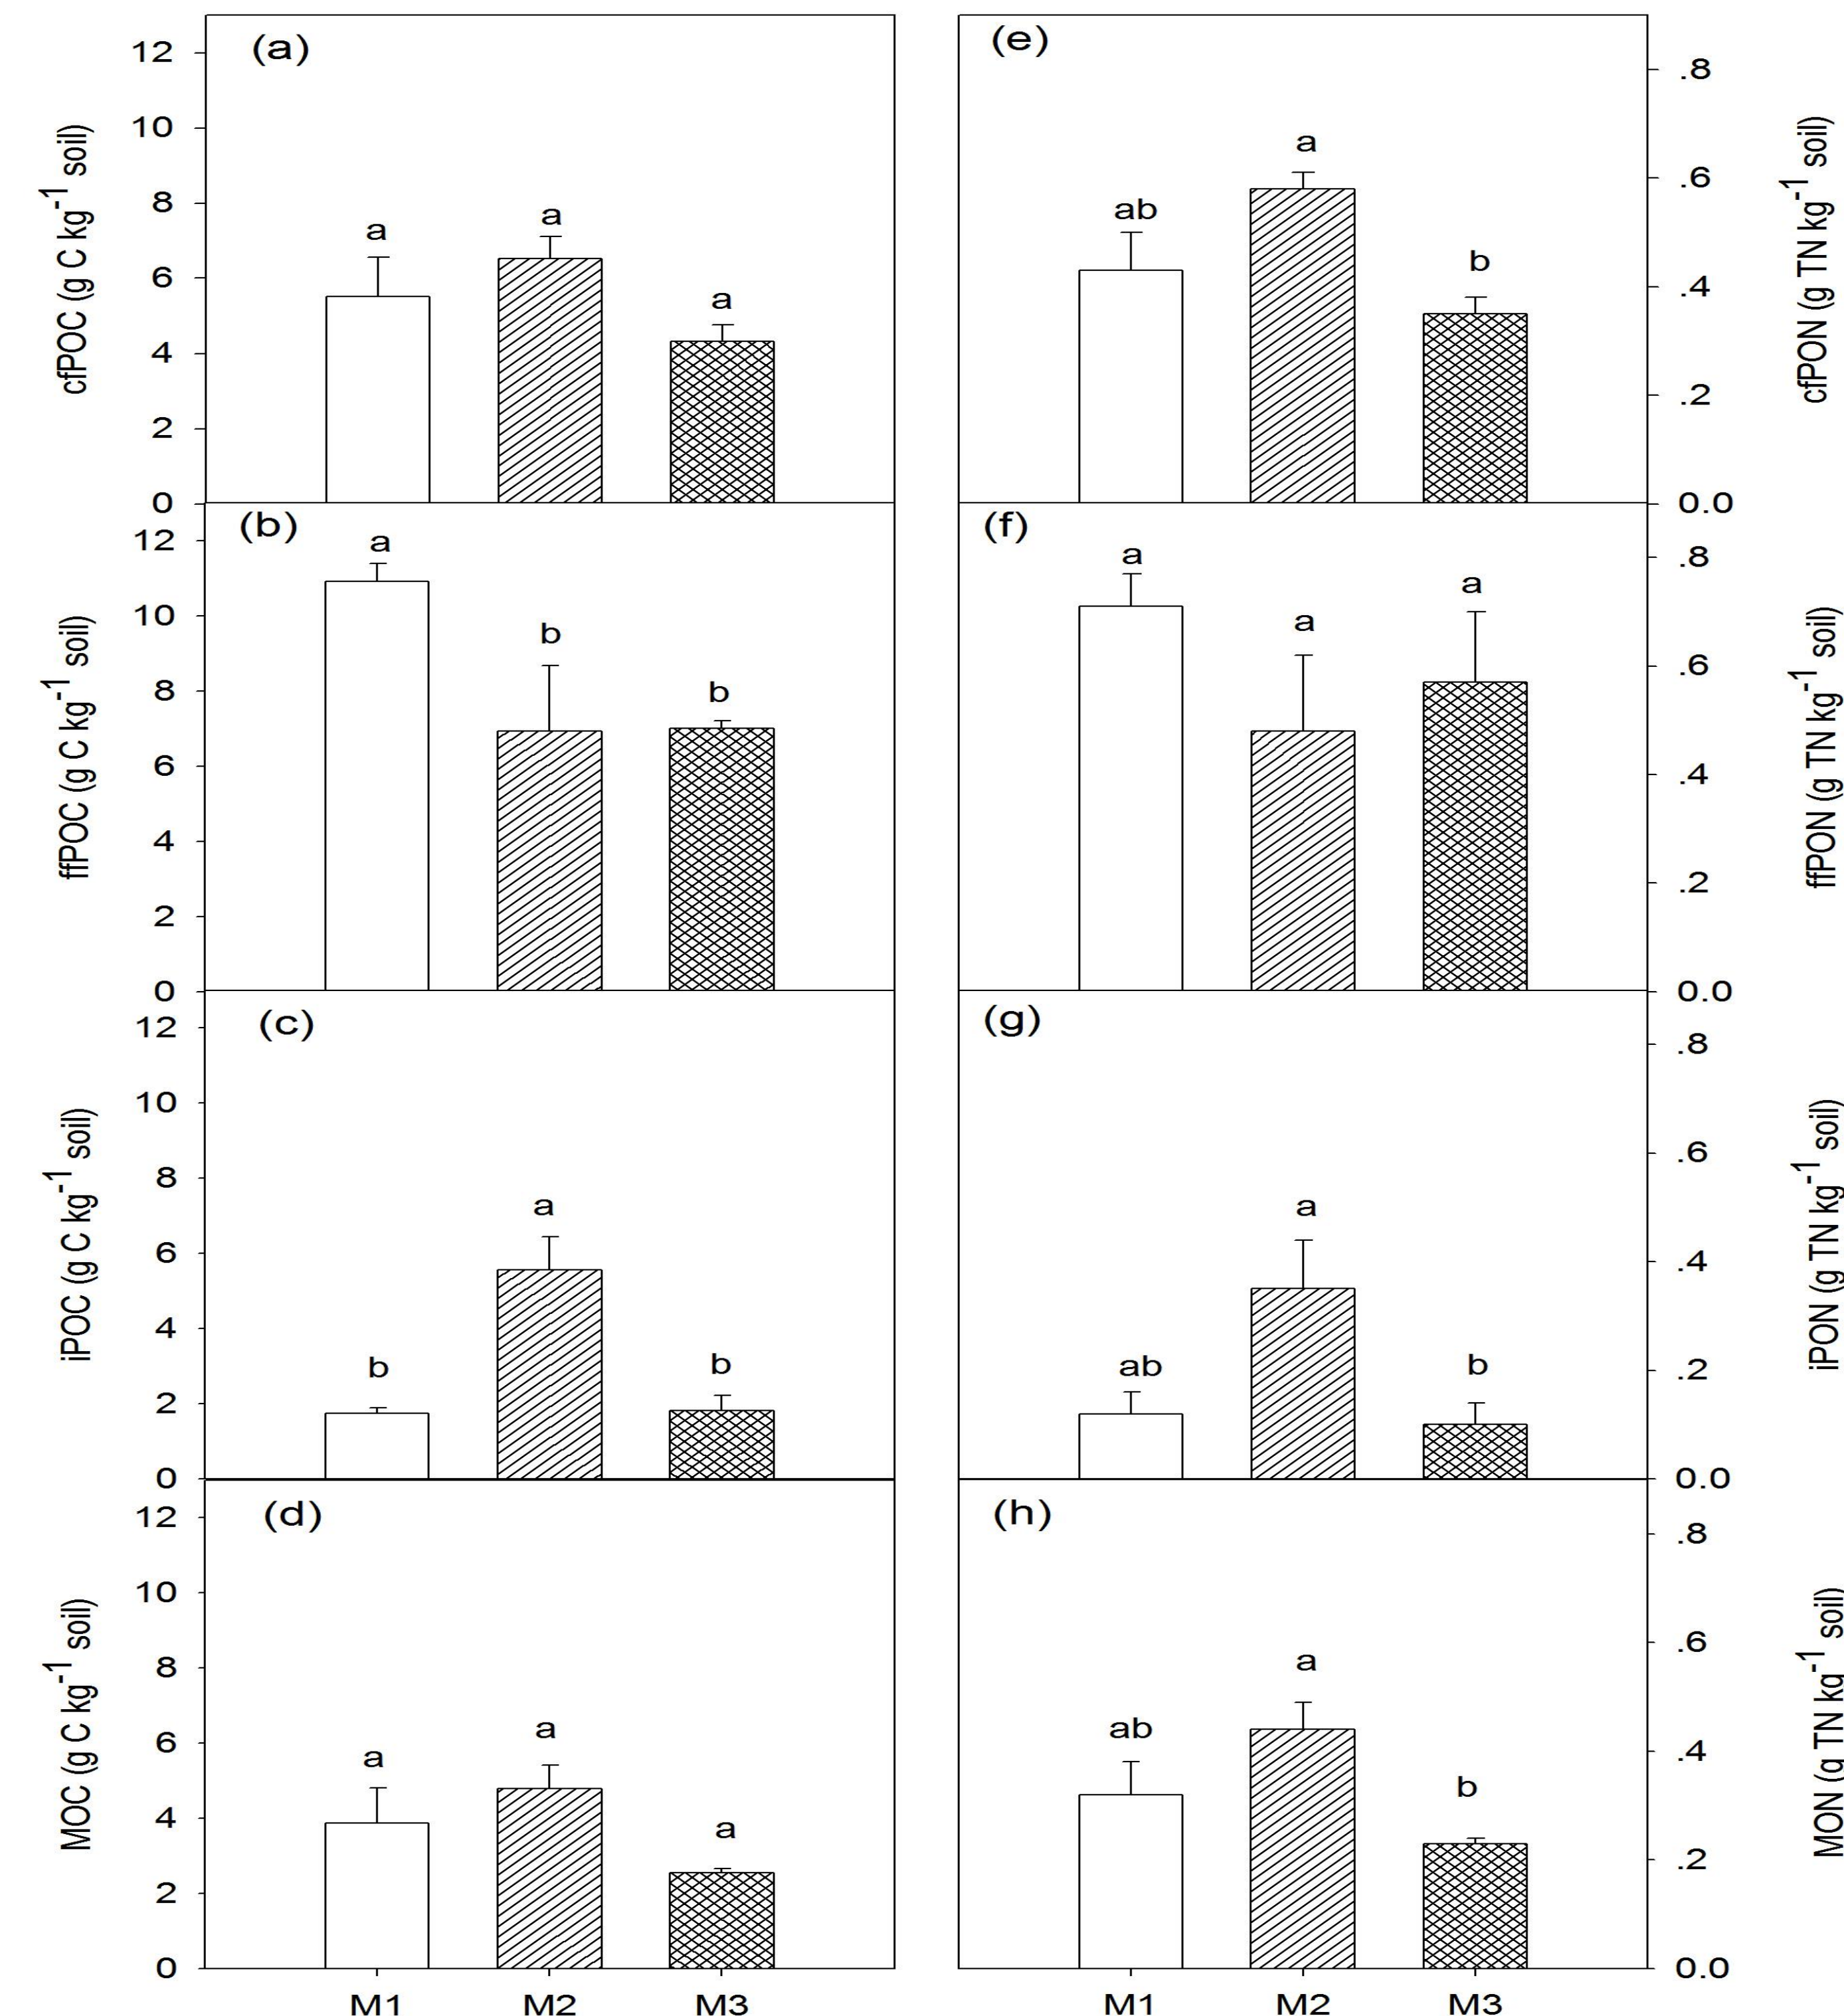 (a)
12
10
8
6
4
2
0
cfPOC (g C kg-1 soil)
a
a
a
(e)
.8
.6
.4
.2
0.0
cfPON (g TN kg-1 soil)
ab
a
b
(b)
12
10
8
6
4
2
0
ffPOC (g C kg-1 soil)
a
b
b
(f)
.8
.6
.4
.2
0.0
ffPON (g TN kg-1 soil)
a
a
a
(c)
12
10
8
6
4
2
0
iPOC (g C kg-1 soil)
b
a
b
(g)
.8
.6
.4
.2
0.0
iPON (g TN kg-1 soil)
ab
a
b
(d)
12
10
8
6
4
2
0
MOC (g C kg-1 soil)
a
a
a
(h)
.8
.6
.4
.2
0.0
MON (g TN kg-1 soil)
ab
a
b
M1 M2 M3
M1 M2 M3